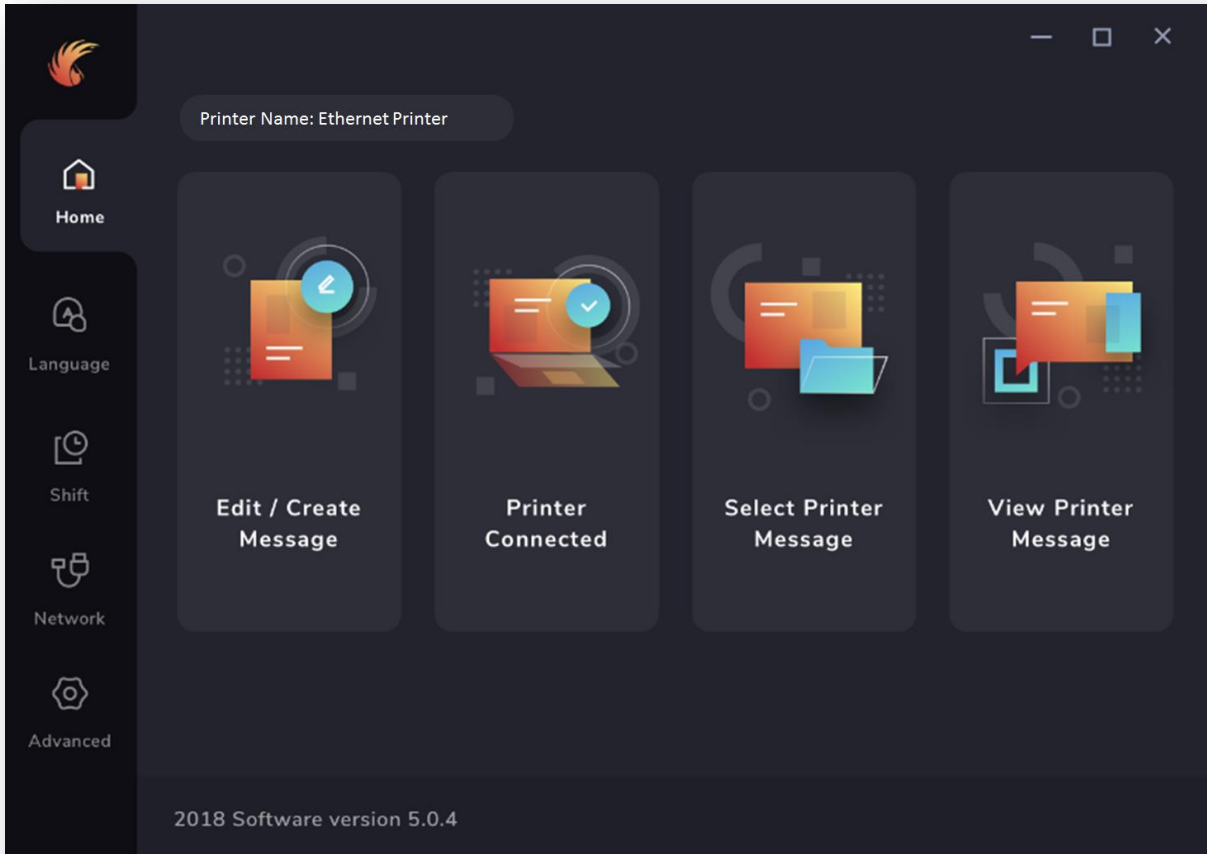 Printer Name: Ethernet Printer
Home
Language
Shift
Network
Advanced
Edit / Create
Message
Printer
Connected
Select Printer
Message
View Printer
Message
2018 Software version 5.0.4